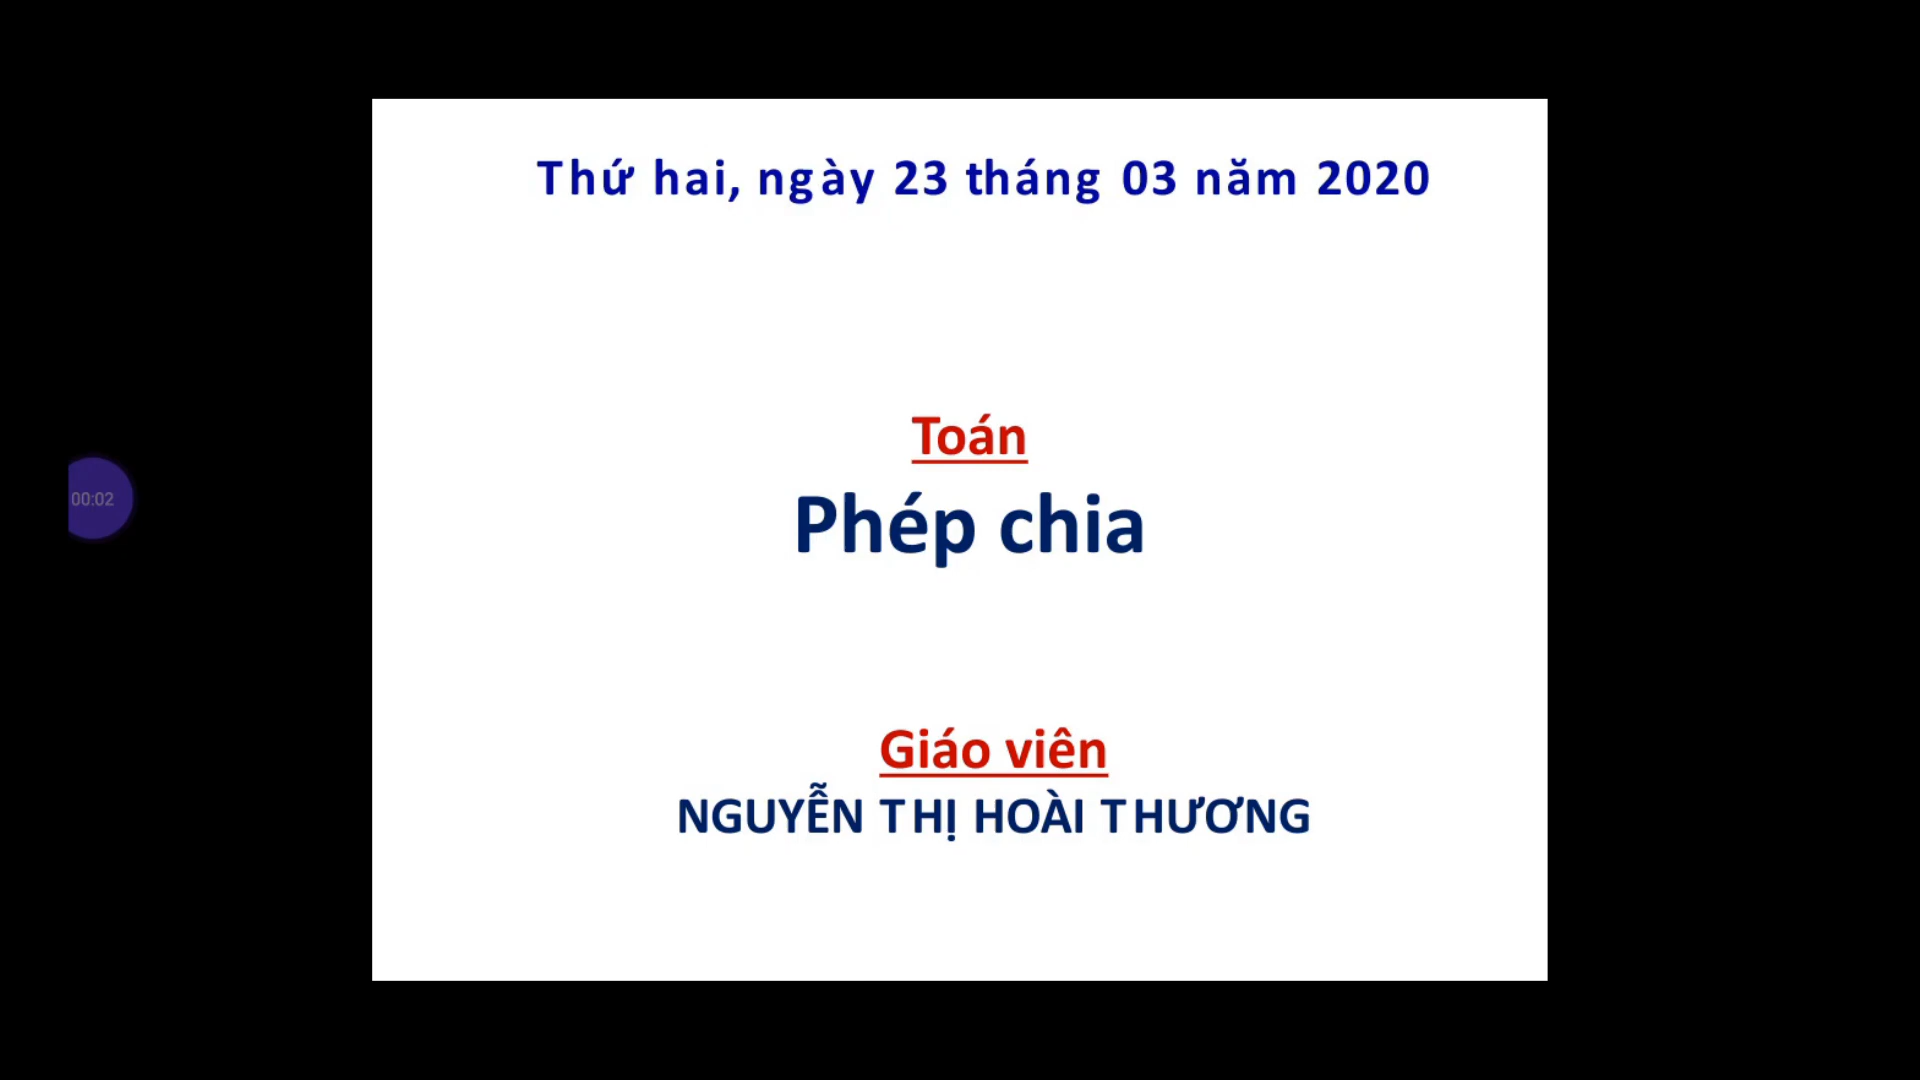 Thứ hai, ngày 23 tháng 03 năm 2020
Toán
00:02
Phép chia
Giáo viên
NGUYỄN THỊ HOÀI THƯƠNG